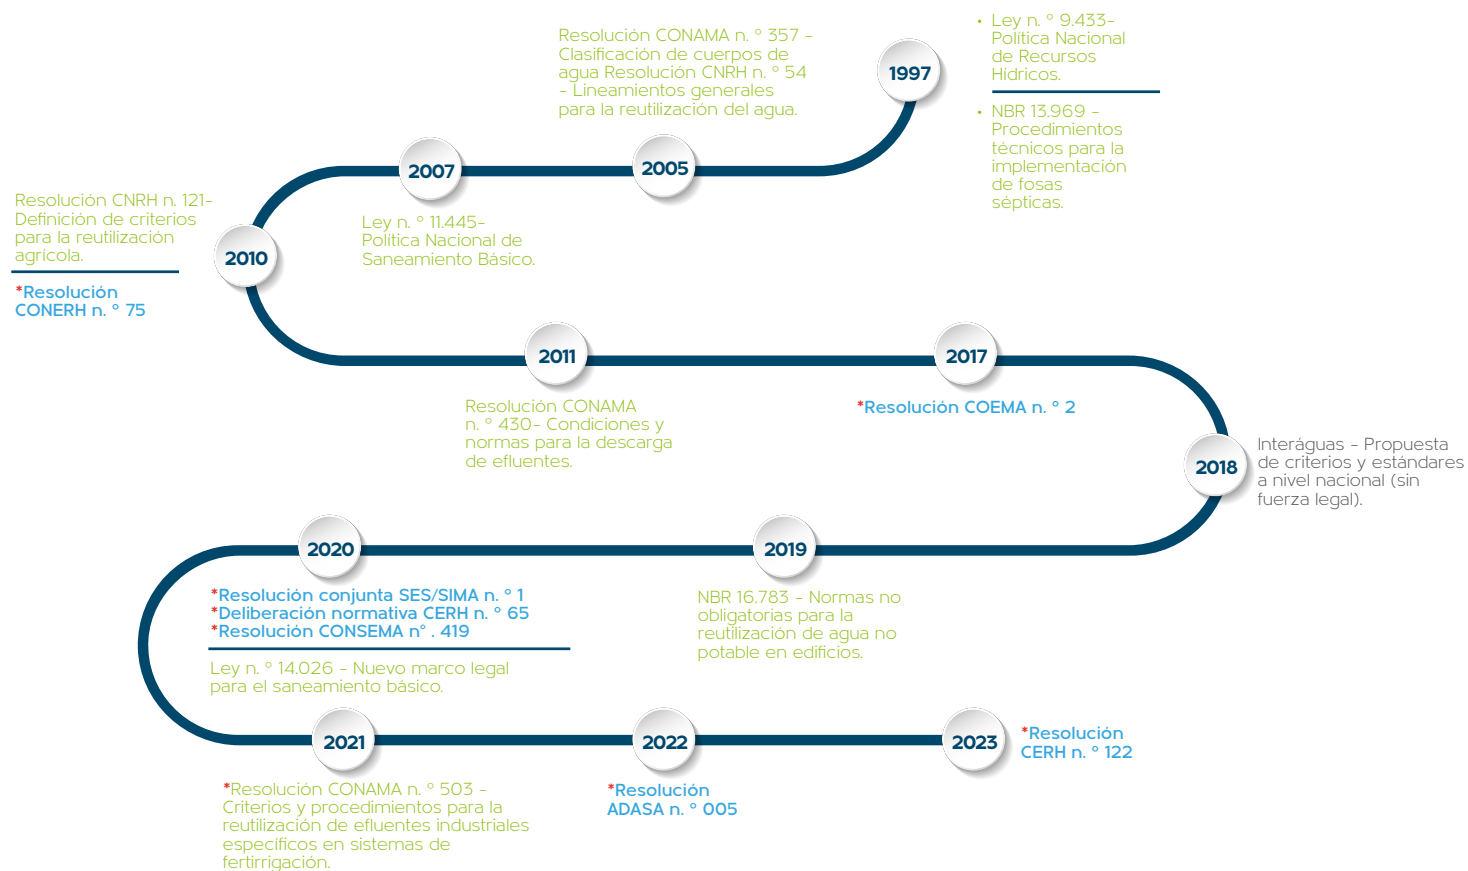 1997
• Ley n. º 9.433-
Política Nacional
de Recursos
Hídricos.
• NBR 13.969 -
Procedimientos
técnicos para la
implementación
de fosas
sépticas.
Resolución CONAMA n. º 357 -
Clasificación de cuerpos de
agua Resolución CNRH n. º 54
- Lineamientos generales
para la reutilización del agua.
2005
2007
Ley n. º 11.445-
Política Nacional de
Saneamiento Básico.
Resolución CNRH n. 121-
Definición de criterios
para la reutilización
agrícola.
*Resolución
CONERH n. º 75
2010
2011
Resolución CONAMA
n. º 430- Condiciones y
normas para la descarga
de efluentes.
2017
*Resolución COEMA n. º 2
2018
Interáguas - Propuesta
de criterios y estándares
a nivel nacional (sin
fuerza legal).
2019
NBR 16.783 - Normas no
obligatorias para la
reutilización de agua no
potable en edificios.
2020
*Resolución conjunta SES/SIMA n. º 1
*Deliberación normativa CERH n. º 65
*Resolución CONSEMA n° . 419
Ley n. º 14.026 - Nuevo marco legal
para el saneamiento básico.
2021
*Resolución CONAMA n. º 503 -
Criterios y procedimientos para la
reutilización de efluentes industriales
específicos en sistemas de
fertirrigación.
2022
*Resolución
ADASA n. º 005
2023
*Resolución
CERH n. º 122